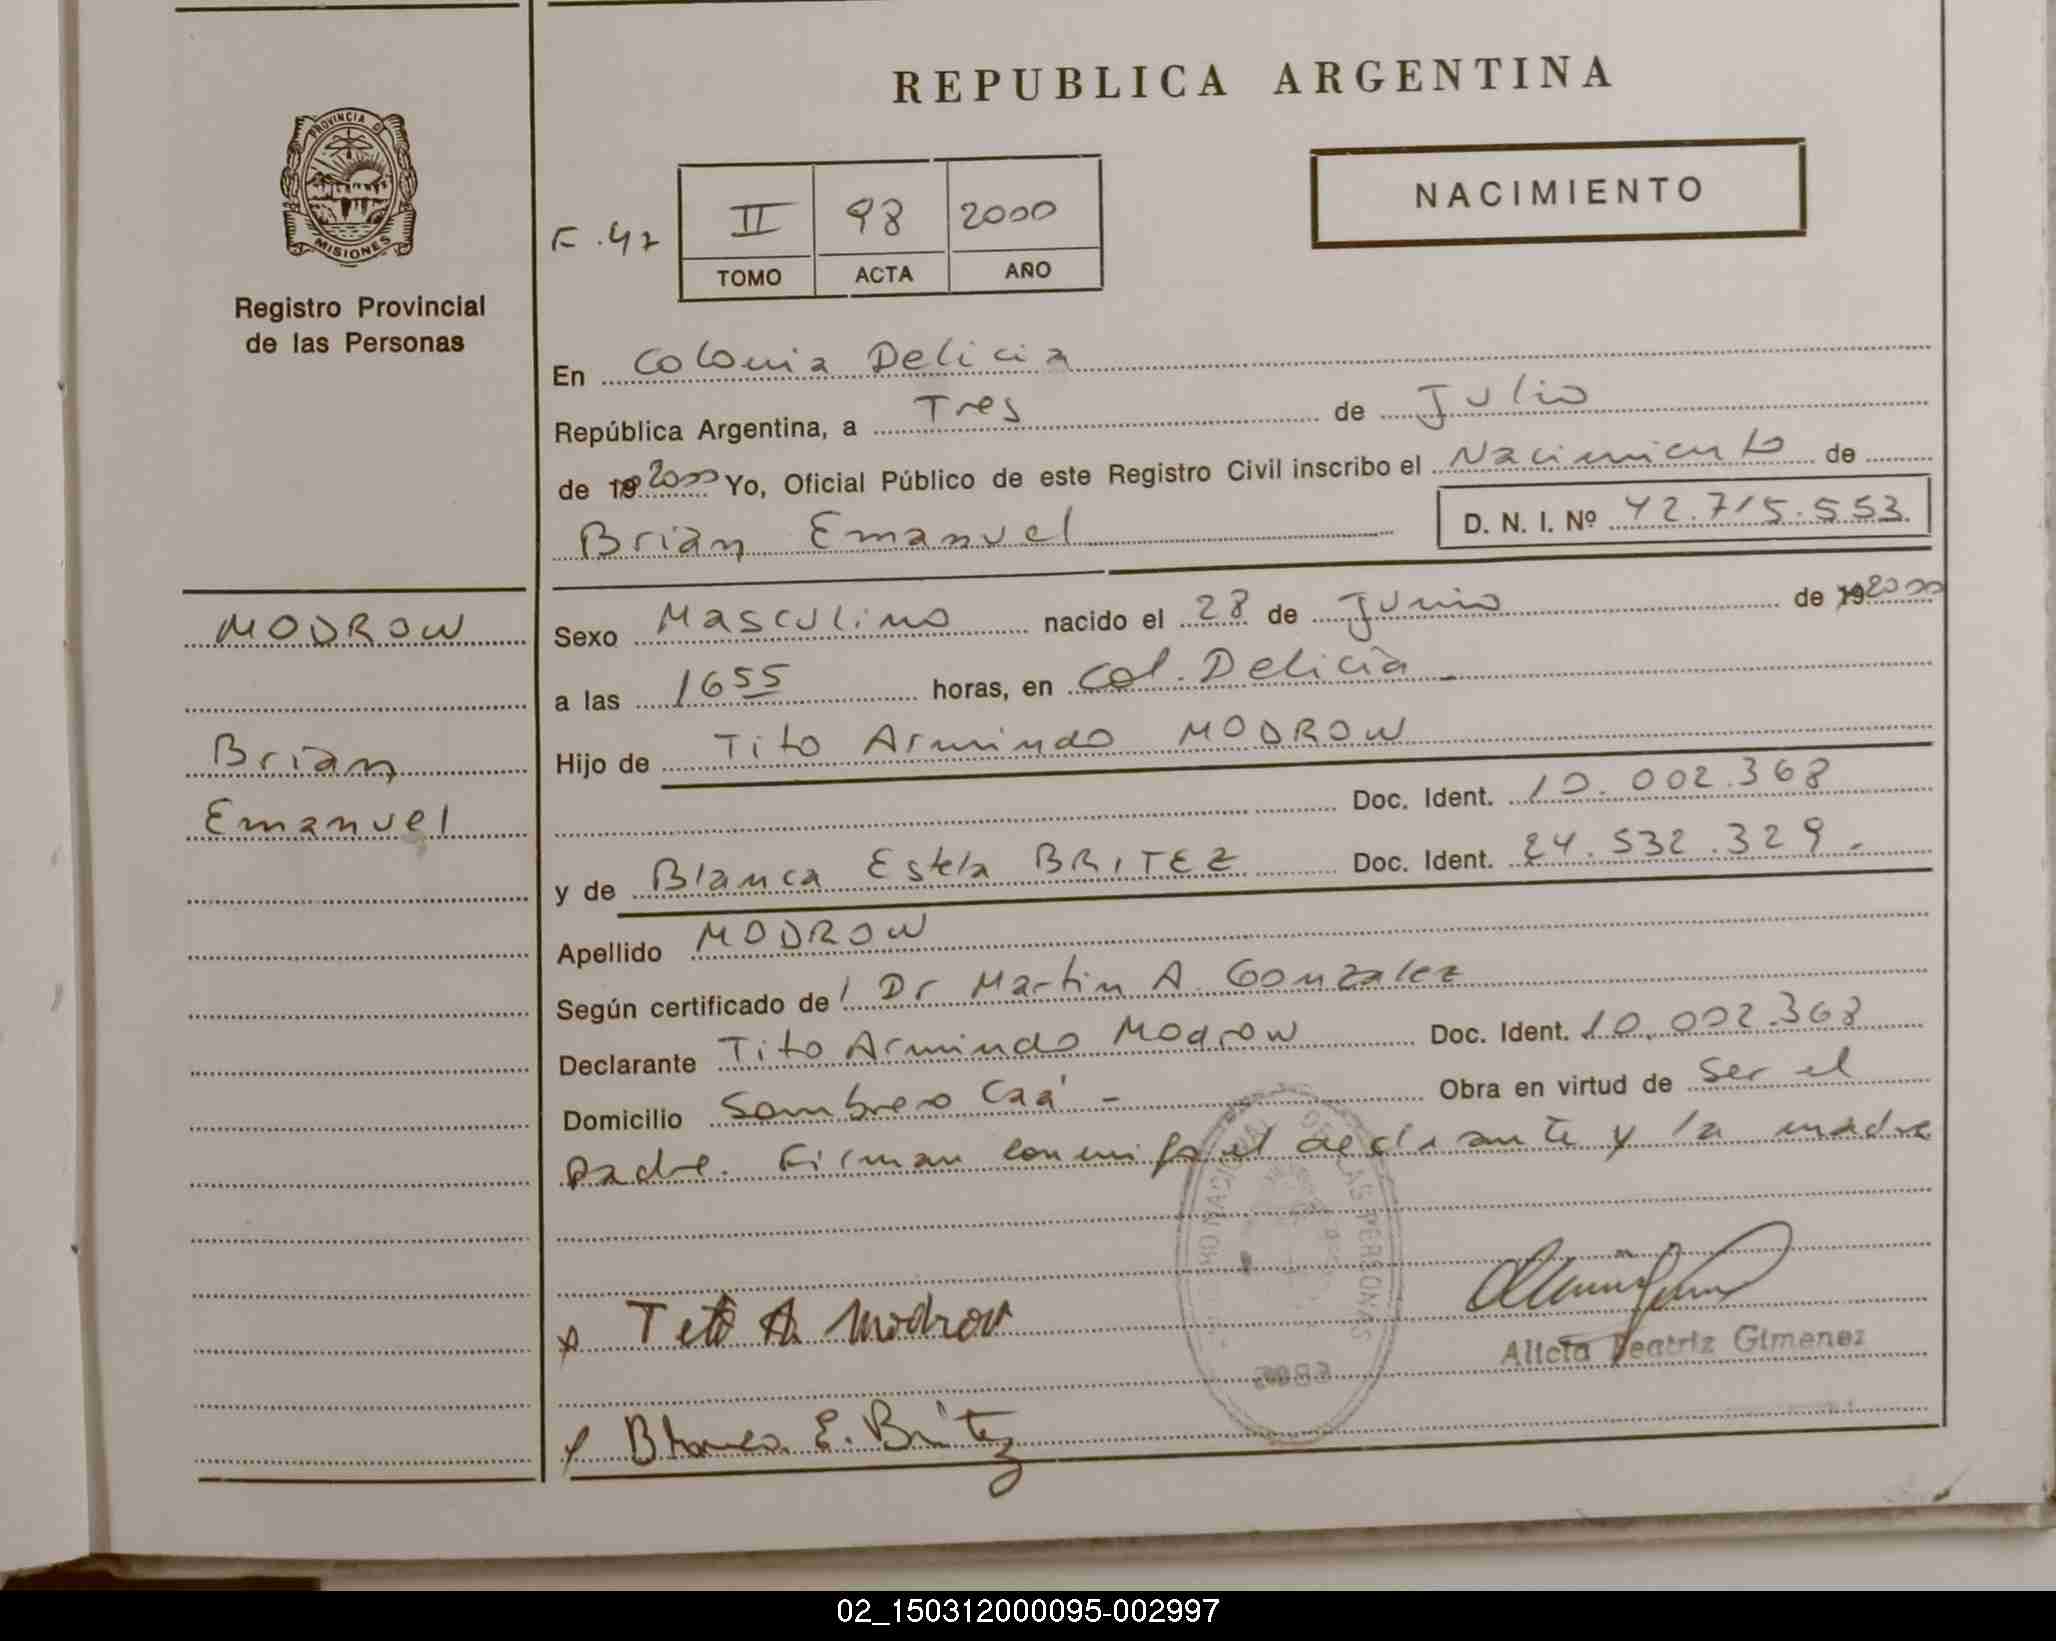 REPUBLICA ARGENTINA
PROVINCIA D
MISIONES
Registro Provincial
de las Personas
NACIMIENTO
F. 47
II 98 2000
TOMO ACTA AÑO
En Colonia Delicia
República Argentina, a Tres de Julio
de 19 2000 Yo, Oficial Público de este Registro Civil inscribo el Nacimiento de
Brian Emanuel D. N. I. Nº 42.715.553
MODROW
Brian
Emanuel
Sexo Masculino nacido el 28 de Junio de 19 2000
a las 1655 horas, en Col. Delicia
Hijo de Tito Armindo MODROW
Doc. Ident. 10.002.368
y de Blanca Estela BRITEZ Doc. Ident. 24.532.329.-
Apellido MODROW
Según certificado del Dr Martin A. Gonzalez
Declarante Tito Armindo Modrow Doc. Ident. 10.002.368
Domicilio Sombrero Caá - Obra en virtud de ser el
padre. Firman conmigo el declarante y la madre
NACIONAL DE LAS PERSONAS
x Tito A. Modrow
Alicia Beatriz Gimenez
x Blanca E. Britez
02_150312000095-002997